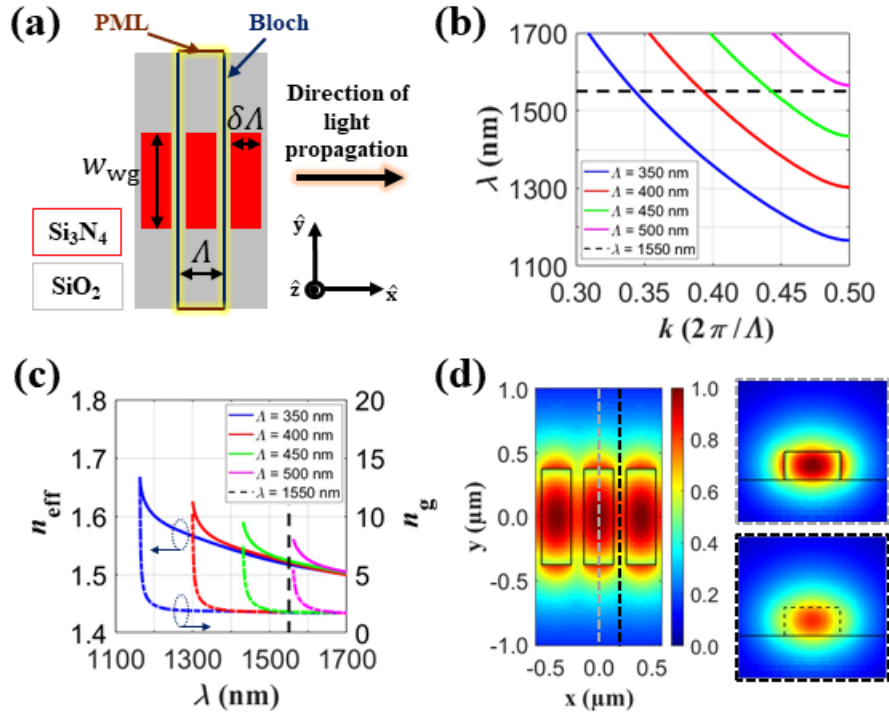 (a)
PML
Bloch
Direction of
light
propagation
δΛ
w_wg
Λ
Si₃N₄
SiO₂
ŷ
ẑ
x̂
(b)
1700
1500
1300
1100
λ (nm)
Λ = 350 nm
Λ = 400 nm
Λ = 450 nm
Λ = 500 nm
λ = 1550 nm
0.30 0.35 0.40 0.45 0.50
k (2π/Λ)
(c)
1.8
1.7
1.6
1.5
1.4
n_eff
Λ = 350 nm
Λ = 400 nm
Λ = 450 nm
Λ = 500 nm
λ = 1550 nm
20
15
10
5
0
n_g
1100 1300 1500 1700
λ (nm)
(d)
1.0
0.5
0.0
-0.5
-1.0
y (μm)
-0.5 0.0 0.5
x (μm)
1.0
0.8
0.6
0.4
0.2
0.0